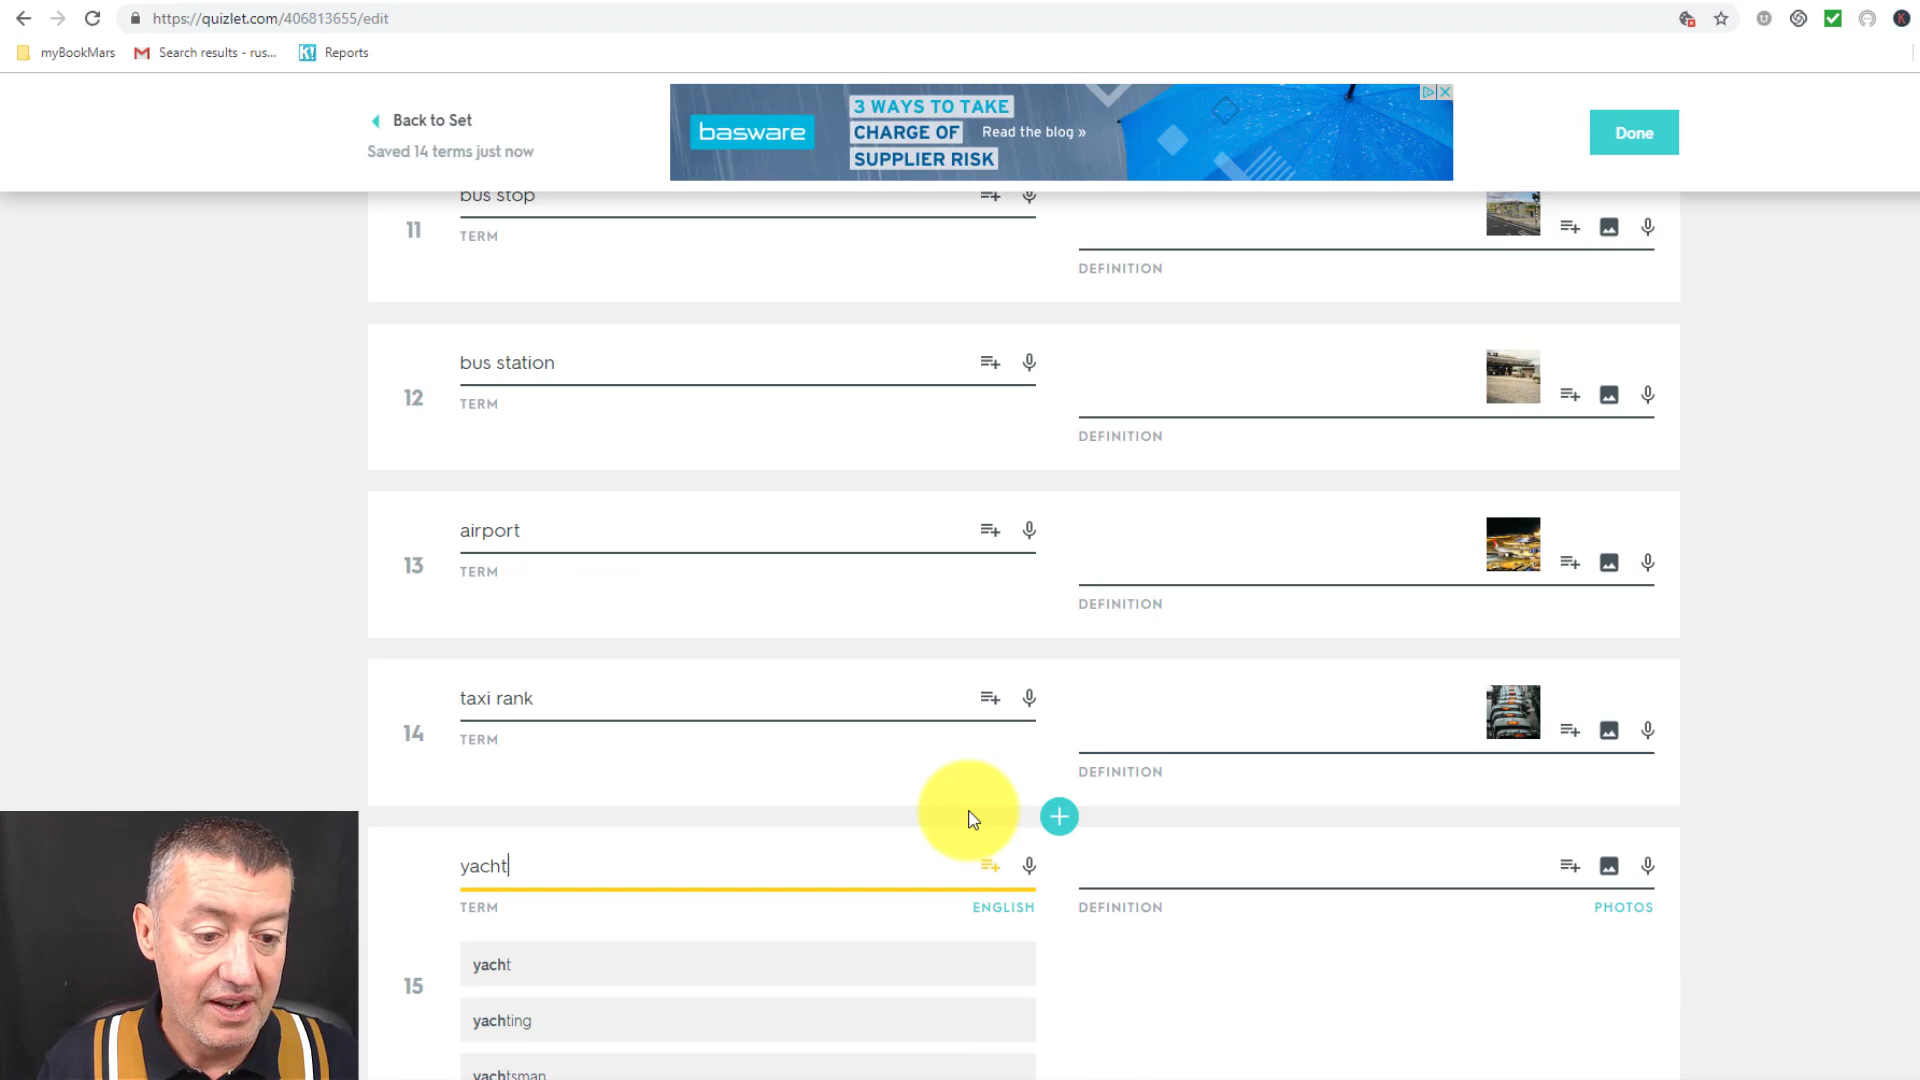 https://quizlet.com/406813655/edit
myBookMars
Search results - rus...
K! Reports
Back to Set
Saved 14 terms just now
basware
3 WAYS TO TAKE
CHARGE OF
SUPPLIER RISK
Read the blog »
Done
11
bus stop
TERM
DEFINITION
12
bus station
TERM
DEFINITION
13
airport
TERM
DEFINITION
14
taxi rank
TERM
DEFINITION
15
yacht
TERM
ENGLISH
DEFINITION
PHOTOS
yacht
yachting
yachtsman